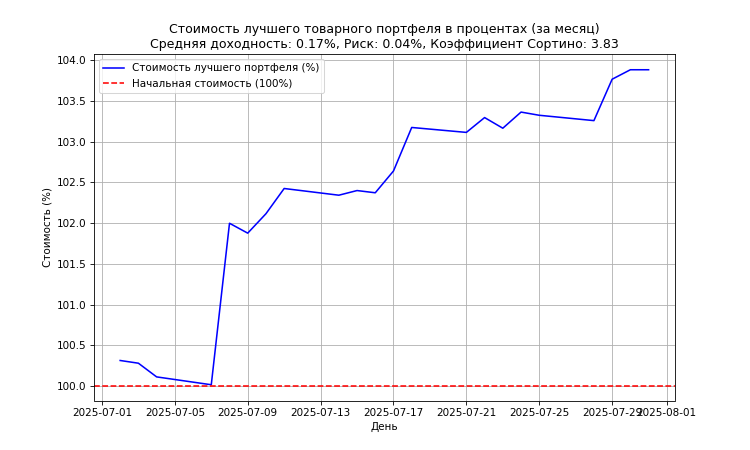 Стоимость лучшего товарного портфеля в процентах (за месяц)
Средняя доходность: 0.17%, Риск: 0.04%, Коэффициент Сортино: 3.83
Стоимость лучшего портфеля (%)
Начальная стоимость (100%)
Стоимость (%)
104.0
103.5
103.0
102.5
102.0
101.5
101.0
100.5
100.0
2025-07-01 2025-07-05 2025-07-09 2025-07-13 2025-07-17 2025-07-21 2025-07-25 2025-07-29 2025-08-01
День